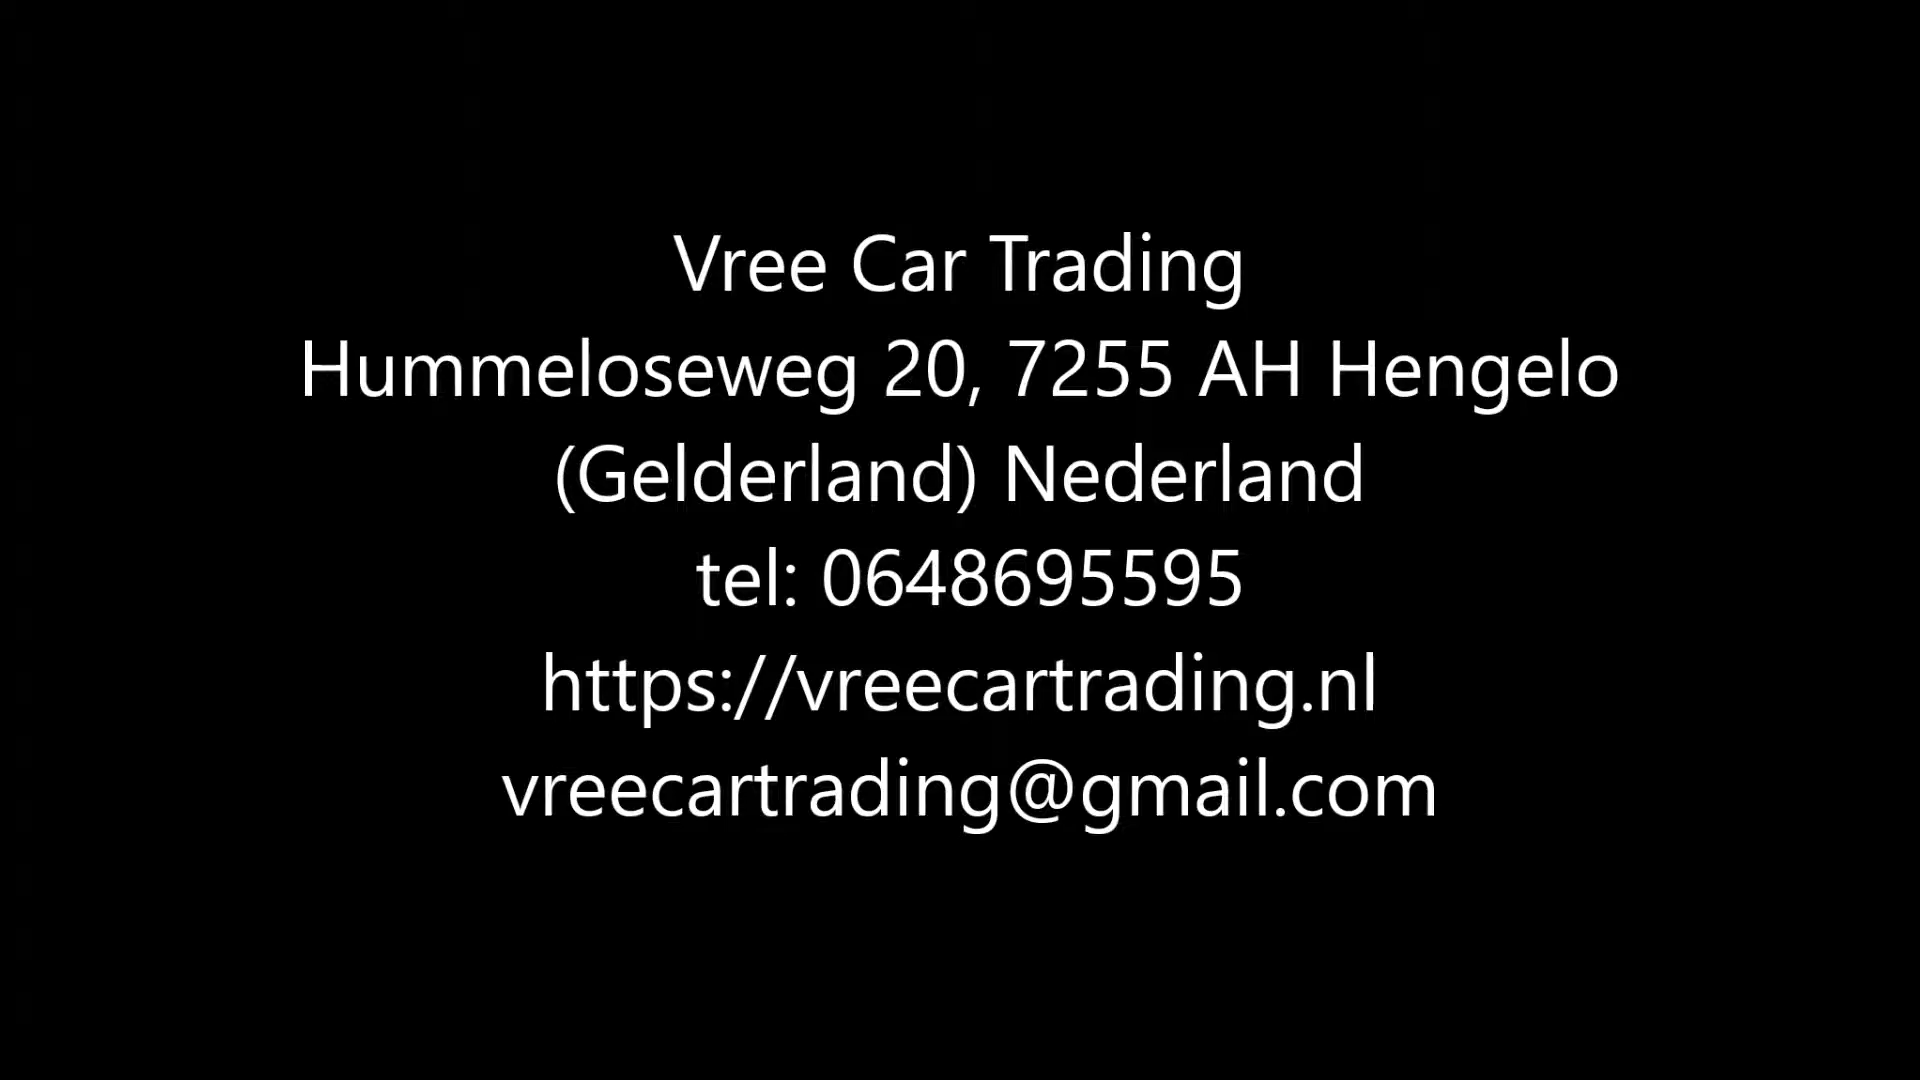 Vree Car Trading
Hummeloseweg 20, 7255 AH Hengelo
(Gelderland) Nederland
tel: 0648695595
https://vreecartrading.nl
vreecartrading@gmail.com